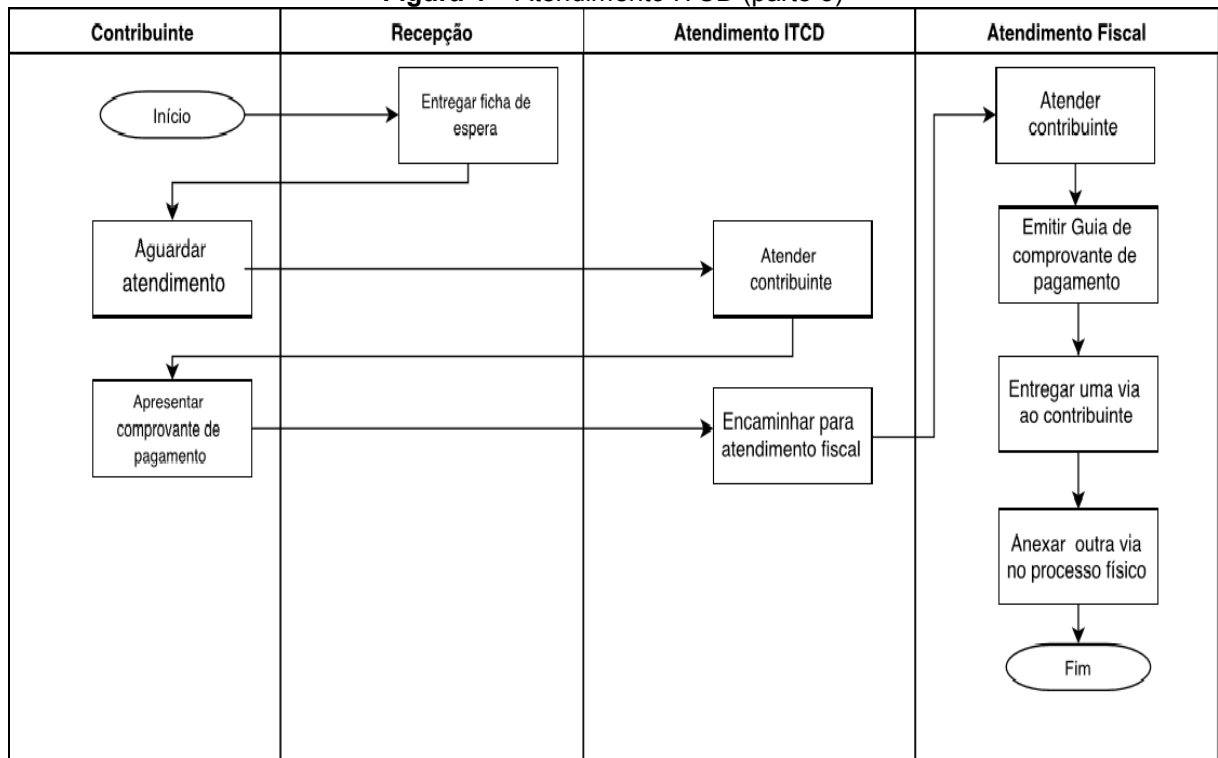 Contribuinte
Recepção
Atendimento ITCD
Atendimento Fiscal
Início
Entregar ficha de
espera
Atender
contribuinte
Aguardar
atendimento
Atender
contribuinte
Emitir Guia de
comprovante de
pagamento
Apresentar
comprovante de
pagamento
Encaminhar para
atendimento fiscal
Entregar uma via
ao contribuinte
Anexar outra via
no processo físico
Fim